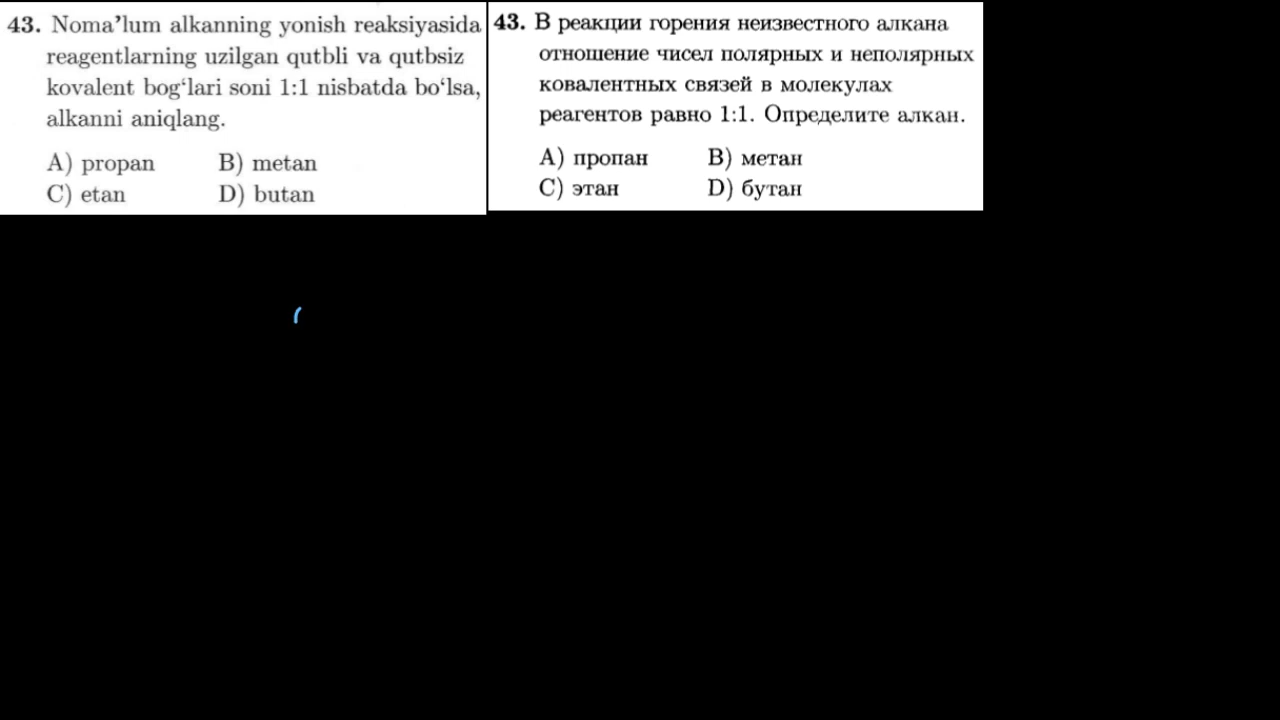 43. Noma’lum alkanning yonish reaksiyasida
reagentlarning uzilgan qutbli va qutbsiz
kovalent bog‘lari soni 1:1 nisbatda bo‘lsa,
alkanni aniqlang.
A) propan B) metan
C) etan D) butan
43. В реакции горения неизвестного алкана
отношение чисел полярных и неполярных
ковалентных связей в молекулах
реагентов равно 1:1. Определите алкан.
A) пропан B) метан
C) этан D) бутан